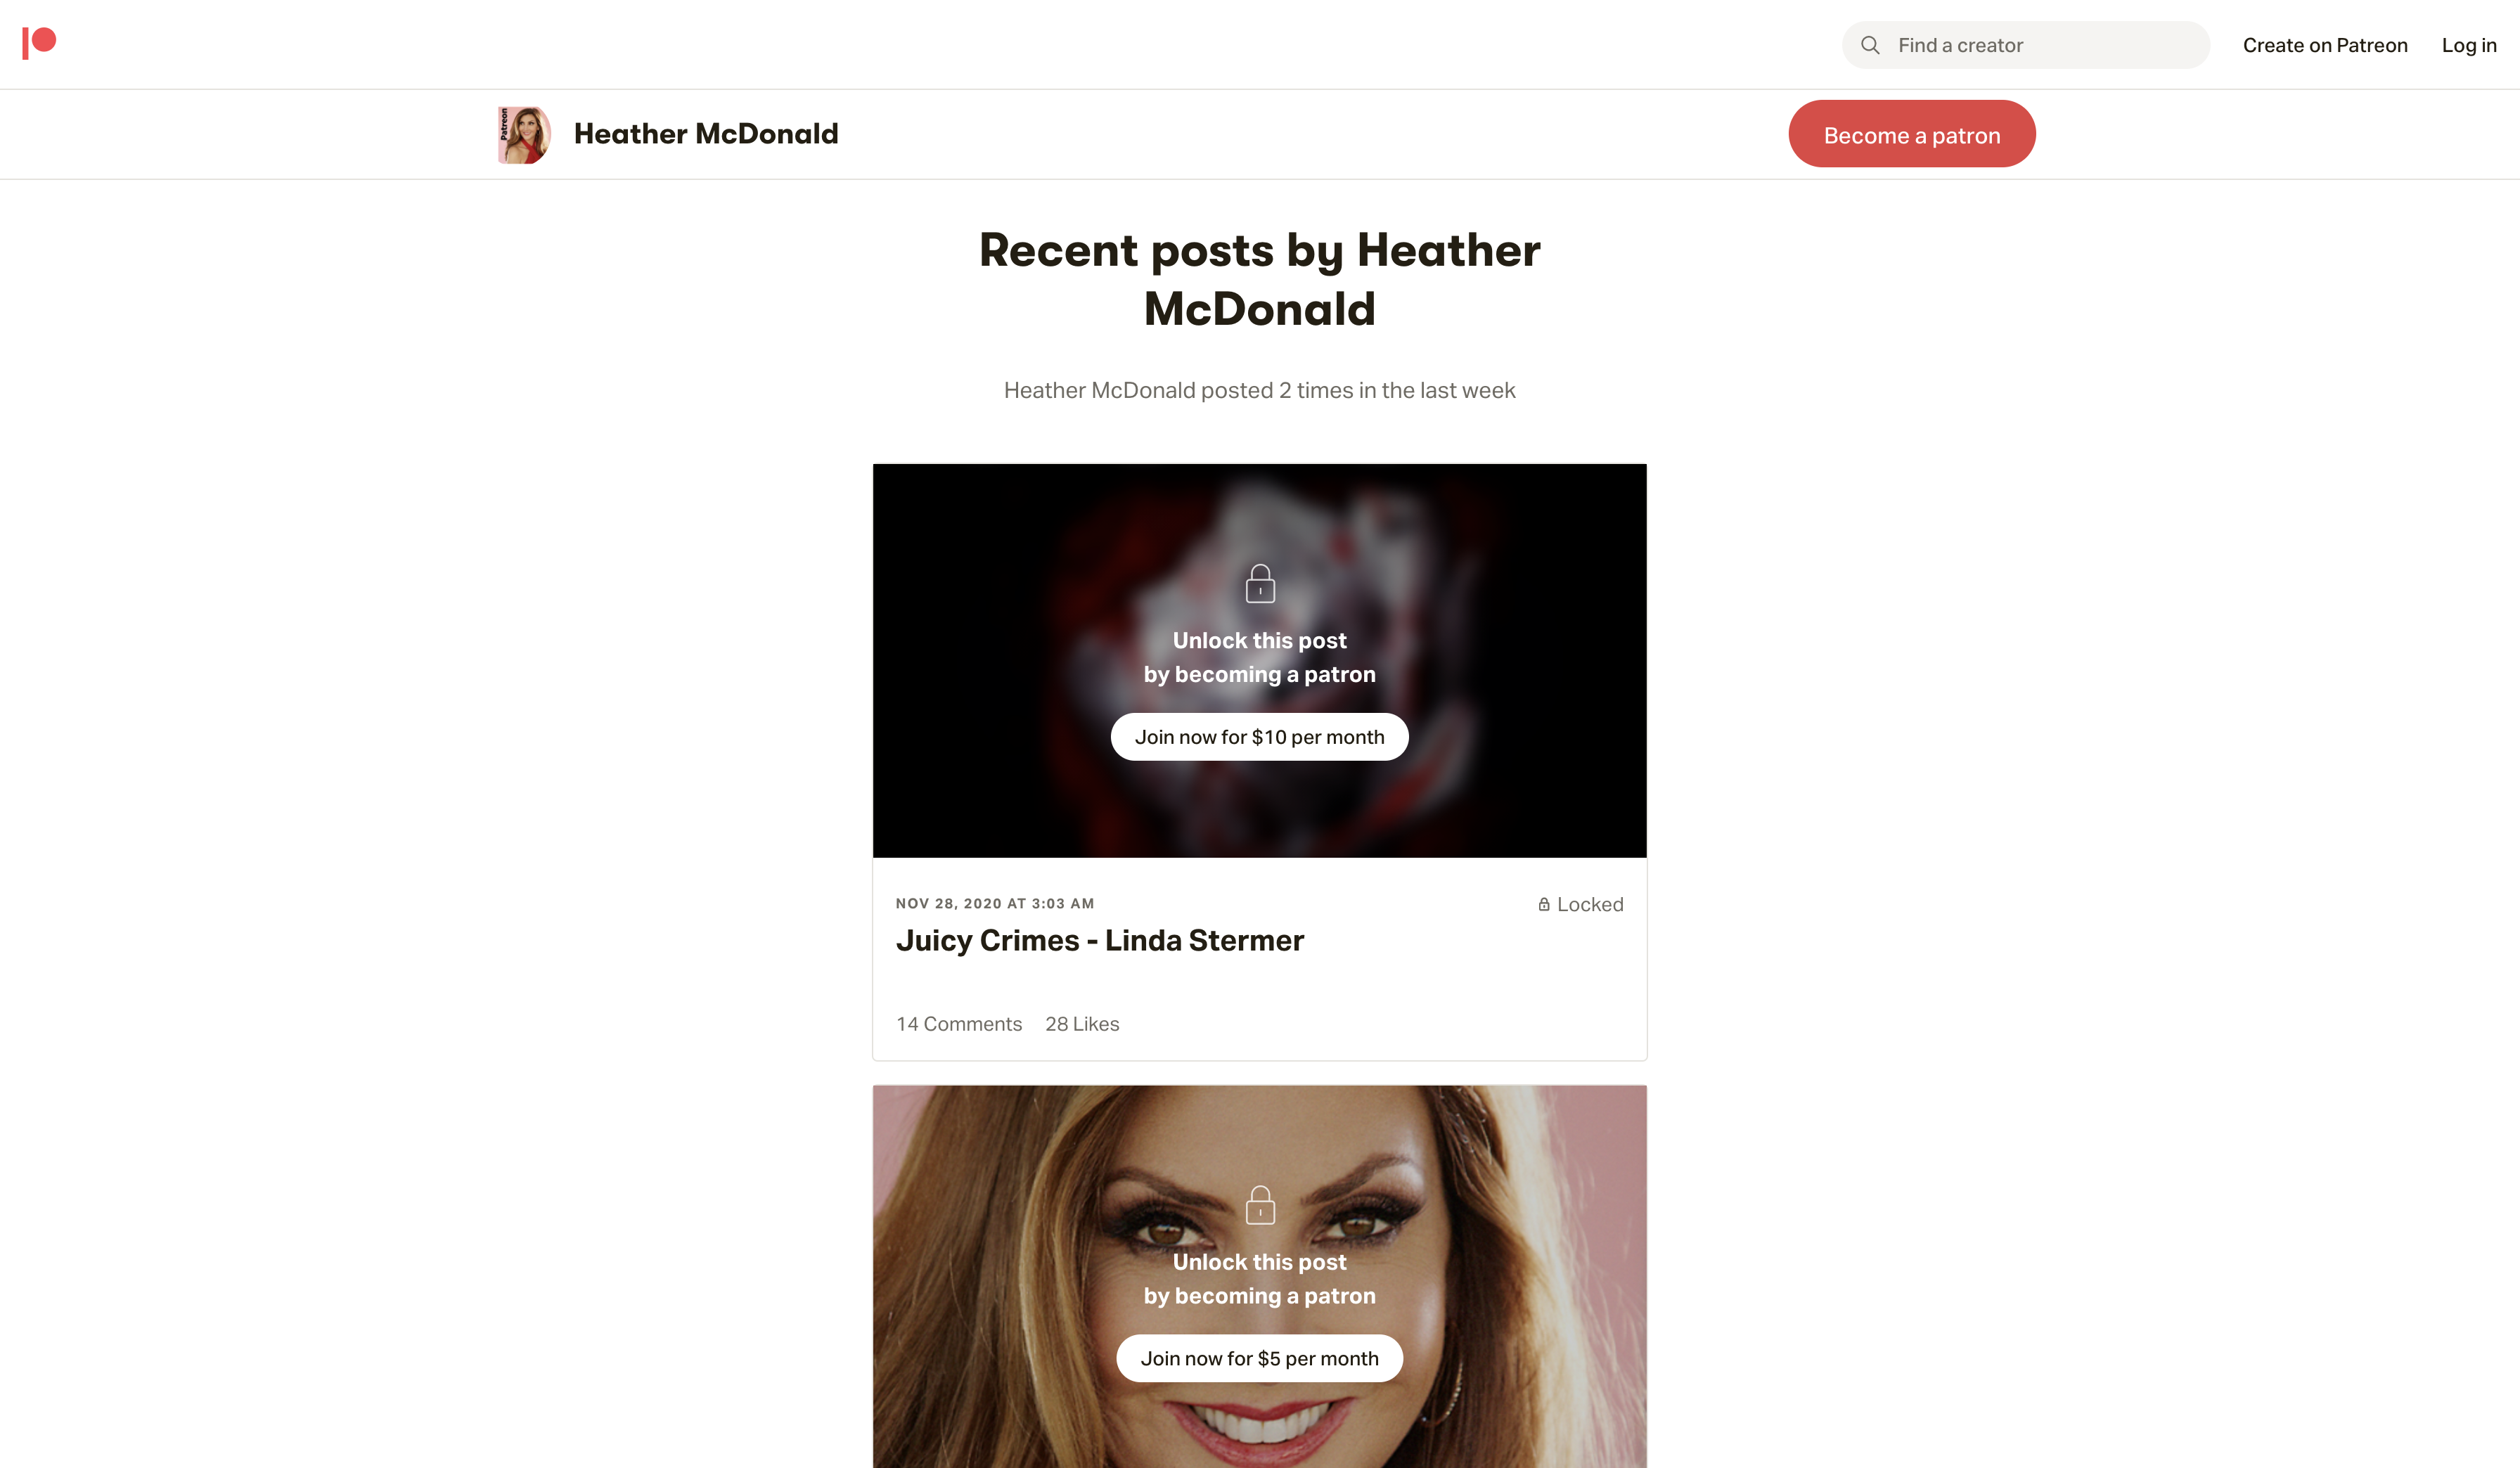 Find a creator
Create on Patreon
Log in
Patreon
Heather McDonald
Become a patron
Recent posts by Heather
McDonald
Heather McDonald posted 2 times in the last week
Unlock this post
by becoming a patron
Join now for $10 per month
NOV 28, 2020 AT 3:03 AM
Locked
Juicy Crimes - Linda Stermer
14 Comments
28 Likes
Unlock this post
by becoming a patron
Join now for $5 per month